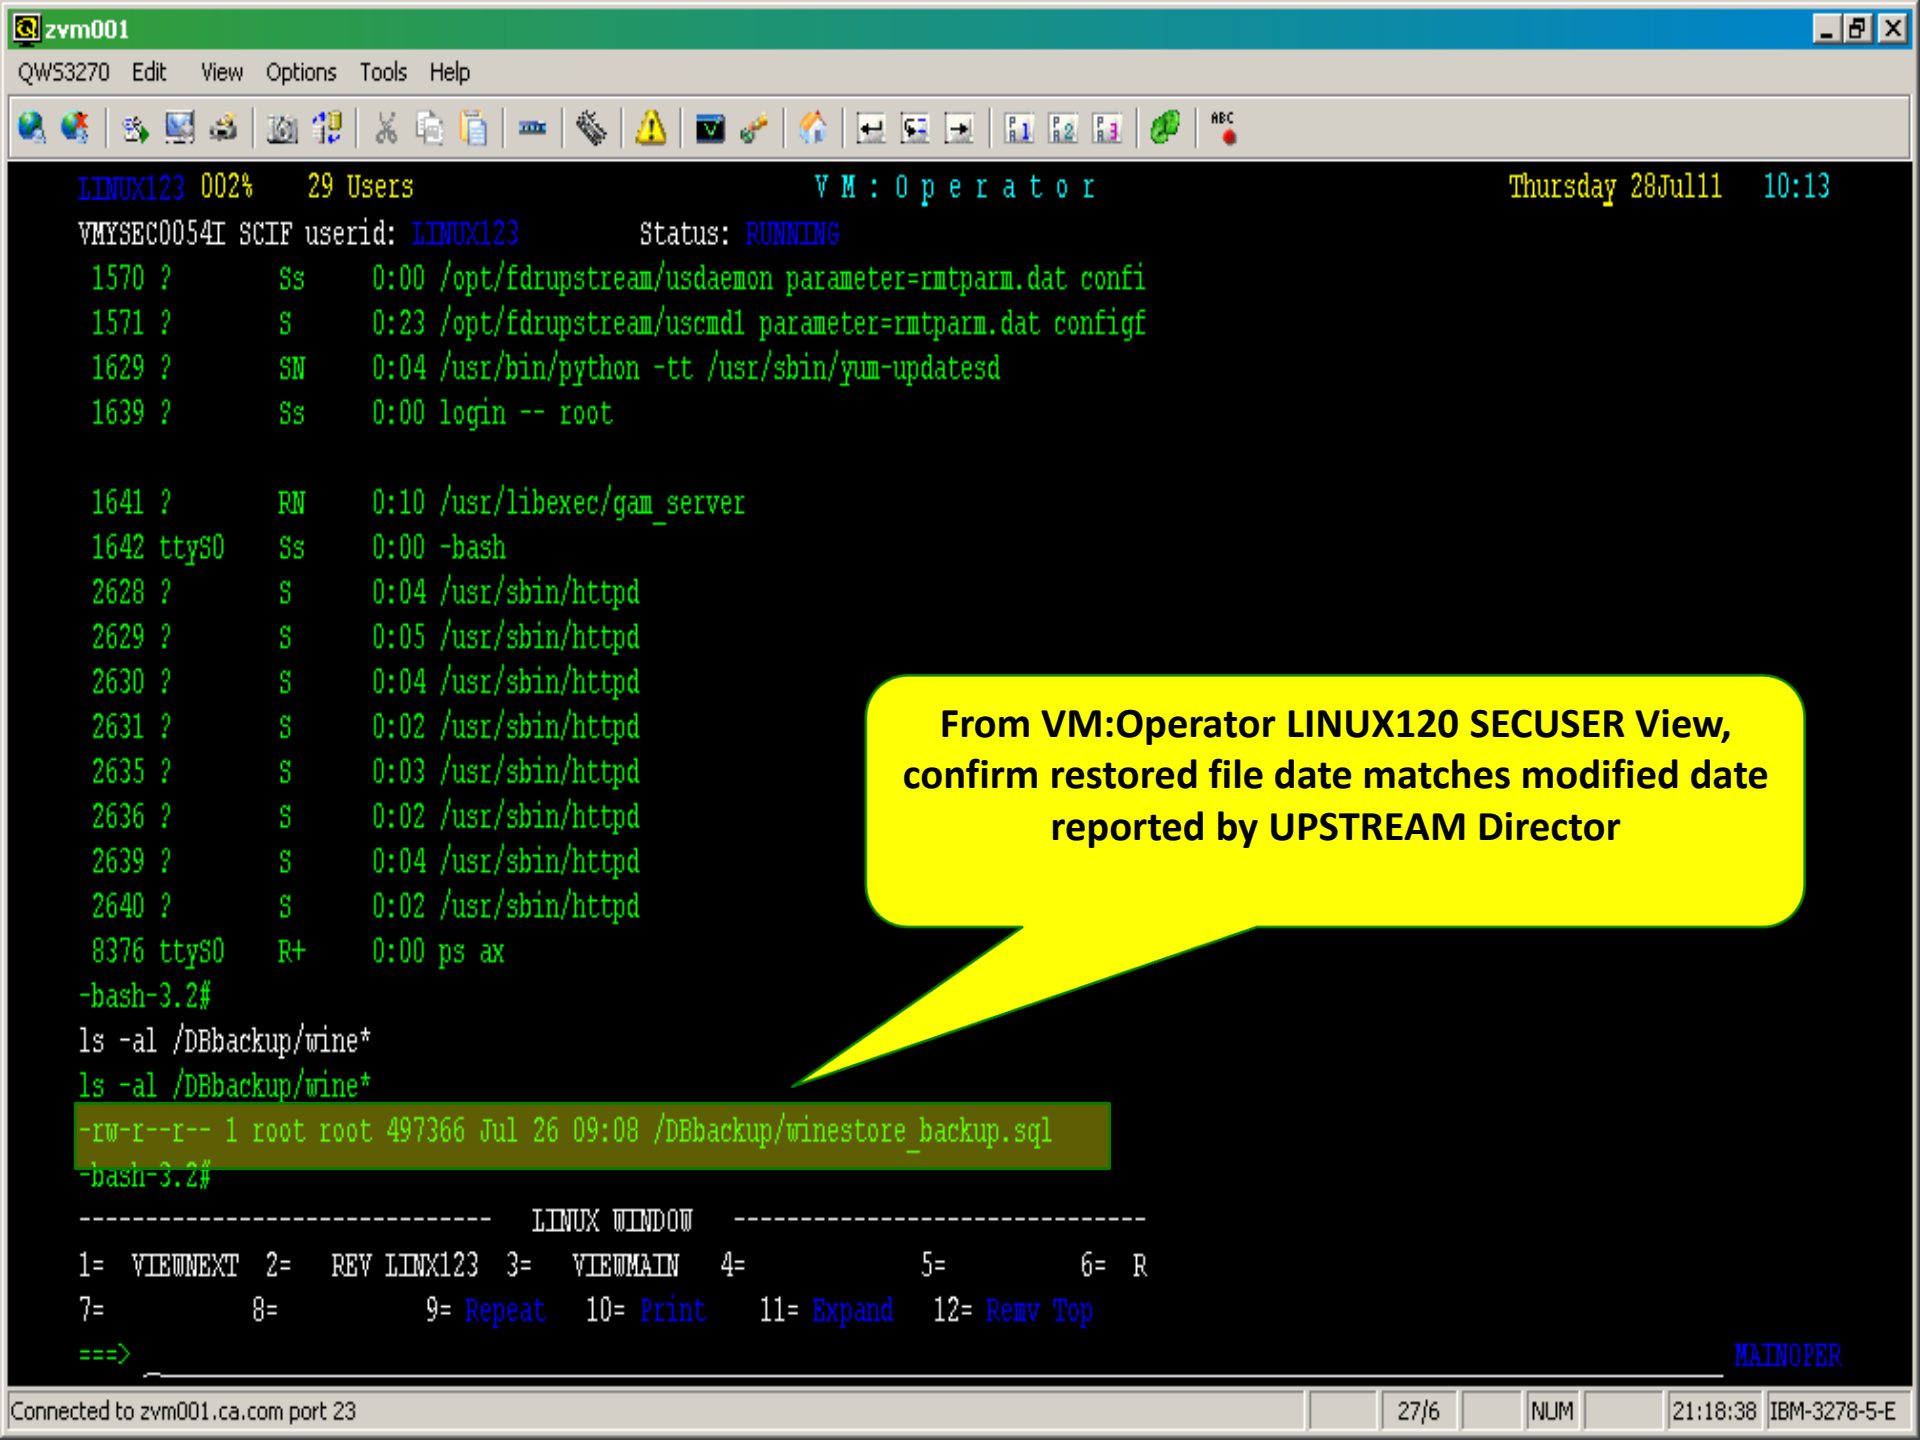 zvm001
QWS3270 Edit View Options Tools Help
ABC
LINUX123 002% 29 Users V M : O p e r a t o r Thursday 28Jul11 10:13
VMYSEC0054I SCIF userid: LINUX123 Status: RUNNING
1570 ? Ss 0:00 /opt/fdrupstream/usdaemon parameter=rmtparm.dat confi
1571 ? S 0:23 /opt/fdrupstream/uscmd1 parameter=rmtparm.dat configf
1629 ? SN 0:04 /usr/bin/python -tt /usr/sbin/yum-updatesd
1639 ? Ss 0:00 login -- root
1641 ? RN 0:10 /usr/libexec/gam_server
1642 ttyS0 Ss 0:00 -bash
2628 ? S 0:04 /usr/sbin/httpd
2629 ? S 0:05 /usr/sbin/httpd
2630 ? S 0:04 /usr/sbin/httpd
2631 ? S 0:02 /usr/sbin/httpd
2635 ? S 0:03 /usr/sbin/httpd
2636 ? S 0:02 /usr/sbin/httpd
2639 ? S 0:04 /usr/sbin/httpd
2640 ? S 0:02 /usr/sbin/httpd
8376 ttyS0 R+ 0:00 ps ax
From VM:Operator LINUX120 SECUSER View,
confirm restored file date matches modified date
reported by UPSTREAM Director
-bash-3.2#
ls -al /DBbackup/wine*
ls -al /DBbackup/wine*
-rw-r--r-- 1 root root 497366 Jul 26 09:08 /DBbackup/winestore_backup.sql
-bash-3.2#
------------------------------- LINUX WINDOW -------------------------------
1= VIEWNEXT 2= REV LINX123 3= VIEWMAIN 4= 5= 6= R
7= 8= 9= Repeat 10= Print 11= Expand 12= Remv Top
===> _ MAINOPER
Connected to zvm001.ca.com port 23 27/6 NUM 21:18:38 IBM-3278-5-E